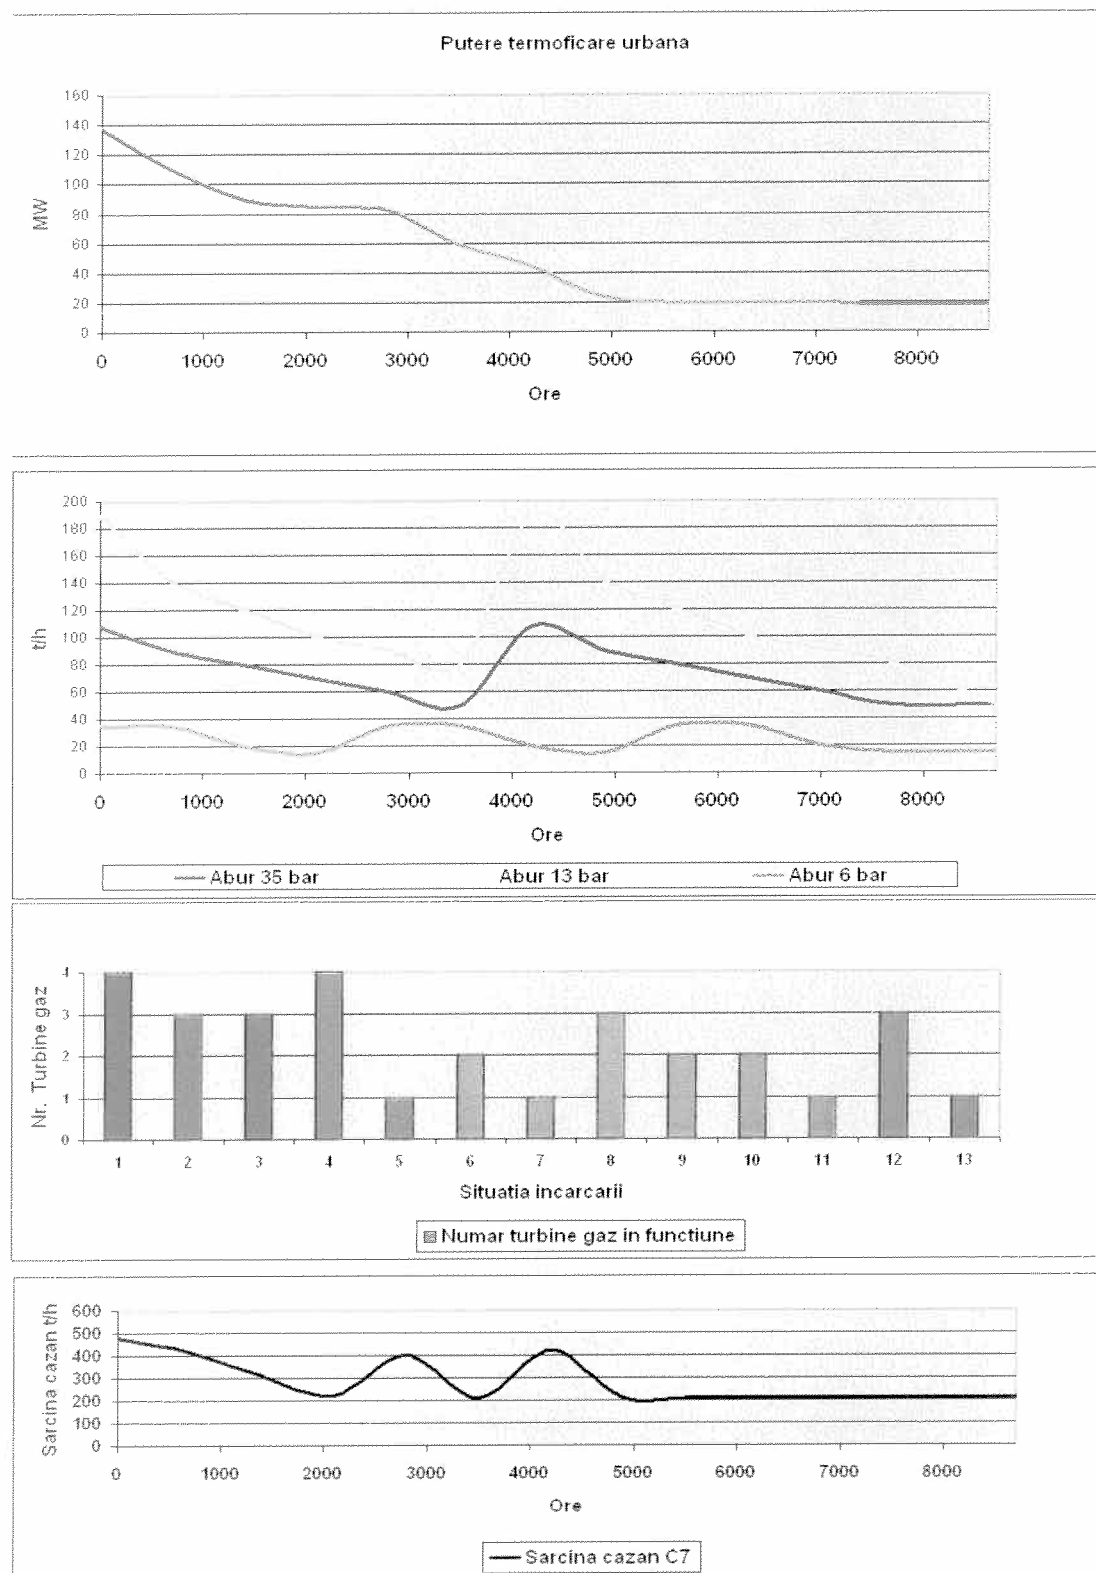 Putere termoficare urbana
160
140
120
100
80
60
40
20
0
MW
0 1000 2000 3000 4000 5000 6000 7000 8000
Ore
200
180
160
140
120
100
80
60
40
20
0
t/h
0 1000 2000 3000 4000 5000 6000 7000 8000
Ore
Abur 35 bar Abur 13 bar Abur 6 bar
4
3
2
1
0
Nr. Turbine gaz
1 2 3 4 5 6 7 8 9 10 11 12 13
Situatia incarcarii
Numar turbine gaz in functiune
600
500
400
300
200
100
0
Sarcina cazan t/h
0 1000 2000 3000 4000 5000 6000 7000 8000
Ore
Sarcina cazan C7